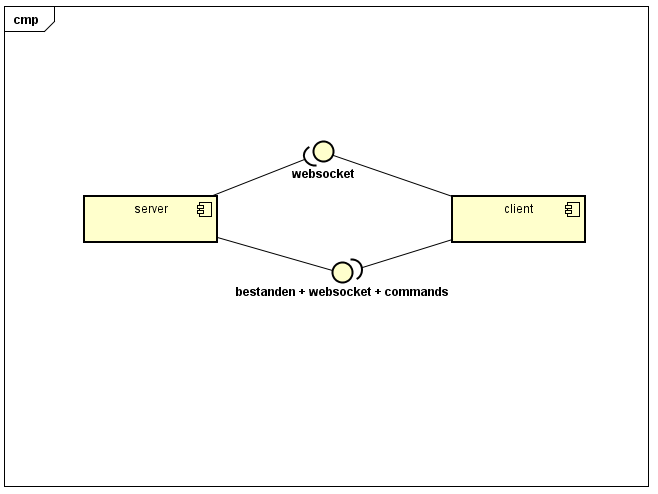 cmp
websocket
server
client
bestanden + websocket + commands